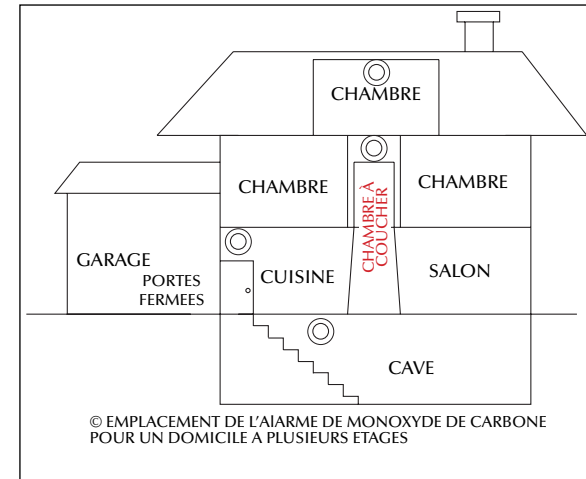 CHAMBRE
CHAMBRE
CHAMBRE
CHAMBRE À
COUCHER
GARAGE
PORTES
FERMEES
CUISINE
SALON
CAVE
© EMPLACEMENT DE L'AlARME DE MONOXYDE DE CARBONE
POUR UN DOMICILE A PLUSIEURS ETAGES